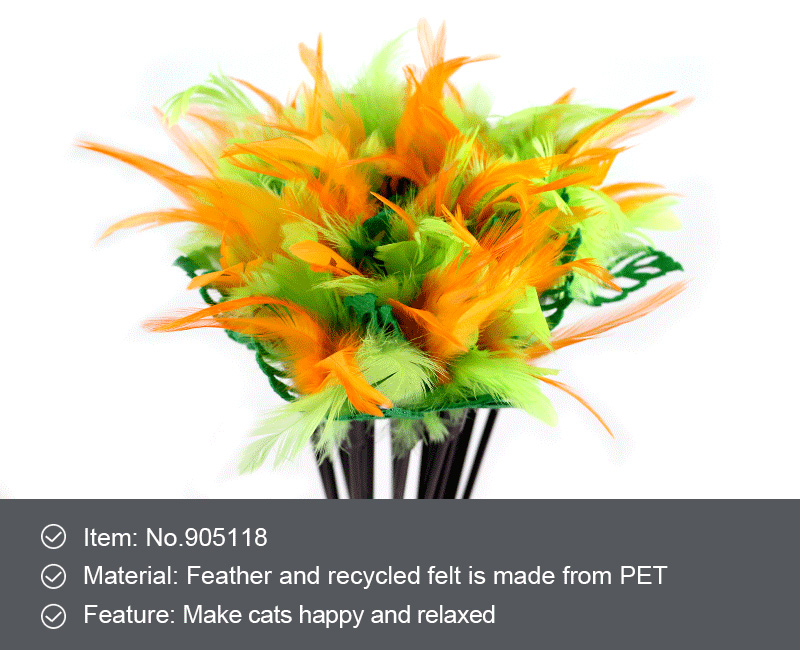 Item: No.905118
Material: Feather and recycled felt is made from PET
Feature: Make cats happy and relaxed